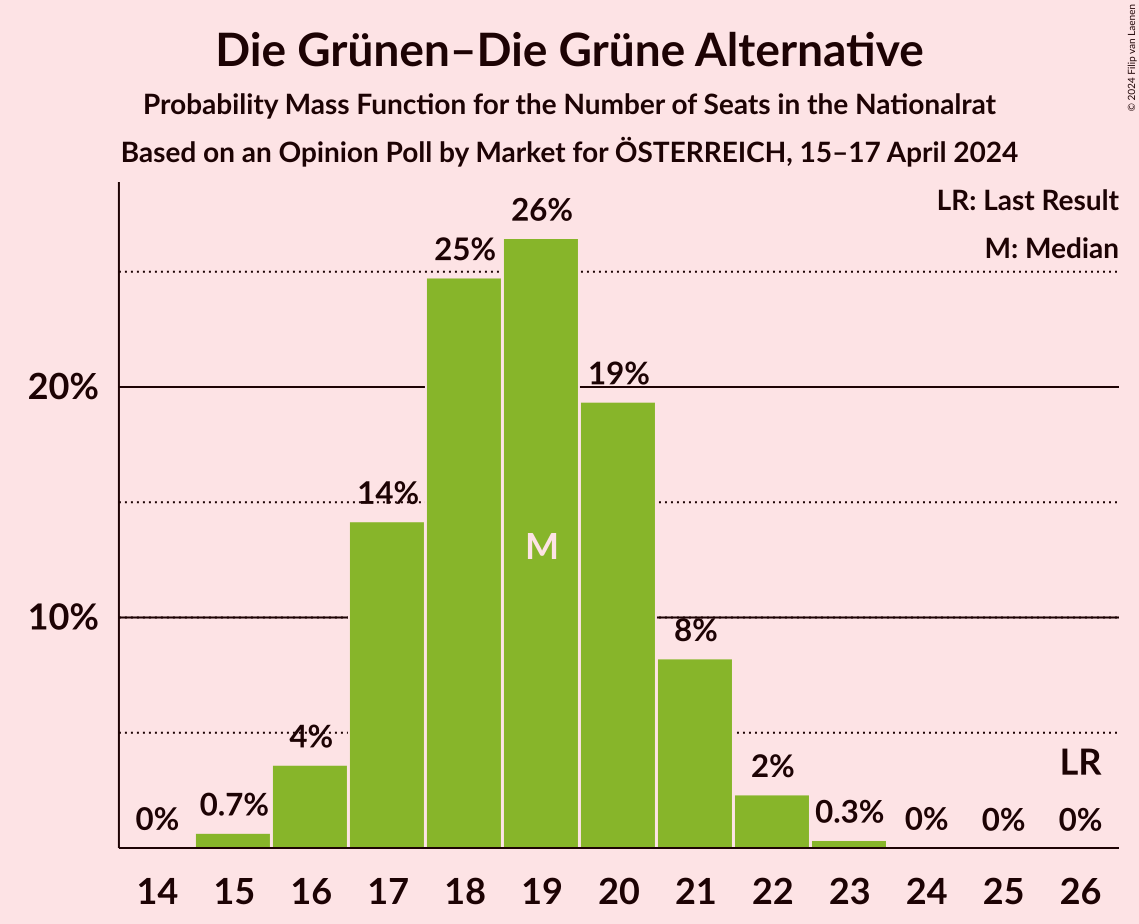 Die Grünen–Die Grüne Alternative
Probability Mass Function for the Number of Seats in the Nationalrat
Based on an Opinion Poll by Market for ÖSTERREICH, 15–17 April 2024
© 2024 Filip van Laenen
LR: Last Result
M: Median
26%
25%
19%
20%
14%
M
10%
8%
4%
2%
LR
0%
0.7%
0.3%
0%
0%
0%
14 15 16 17 18 19 20 21 22 23 24 25 26